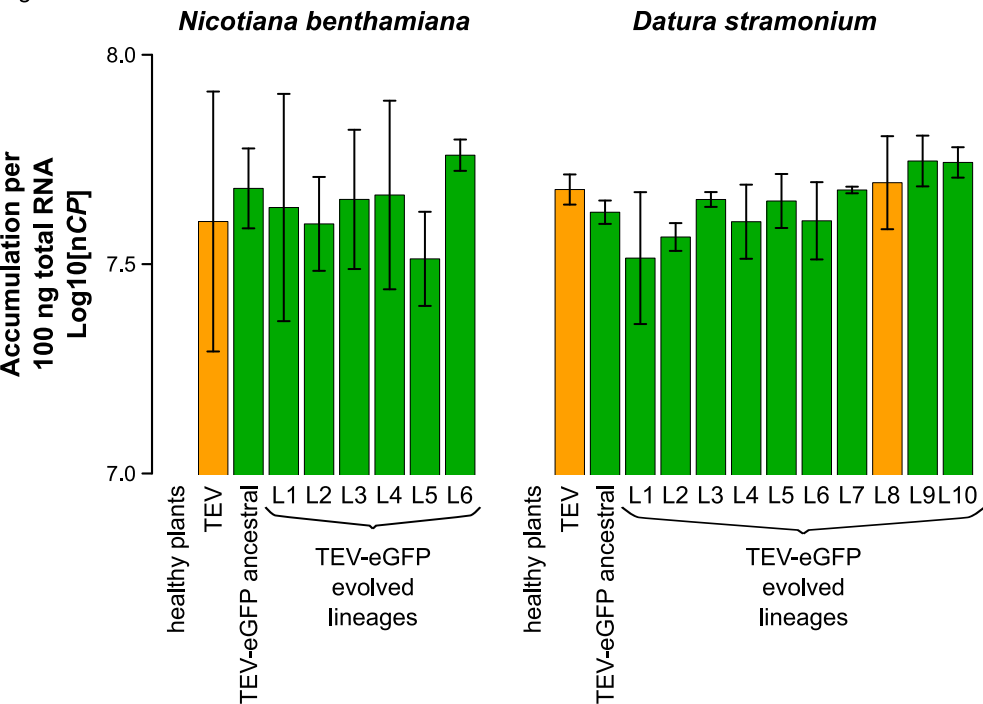 Nicotiana benthamiana
Datura stramonium
Accumulation per
100 ng total RNA
Log10[nCP]
8.0
7.5
7.0
healthy plants
TEV
TEV-eGFP ancestral
L1 L2 L3 L4 L5 L6
TEV-eGFP
evolved
lineages
healthy plants
TEV
TEV-eGFP ancestral
L1 L2 L3 L4 L5 L6 L7 L8 L9 L10
TEV-eGFP
evolved
lineages